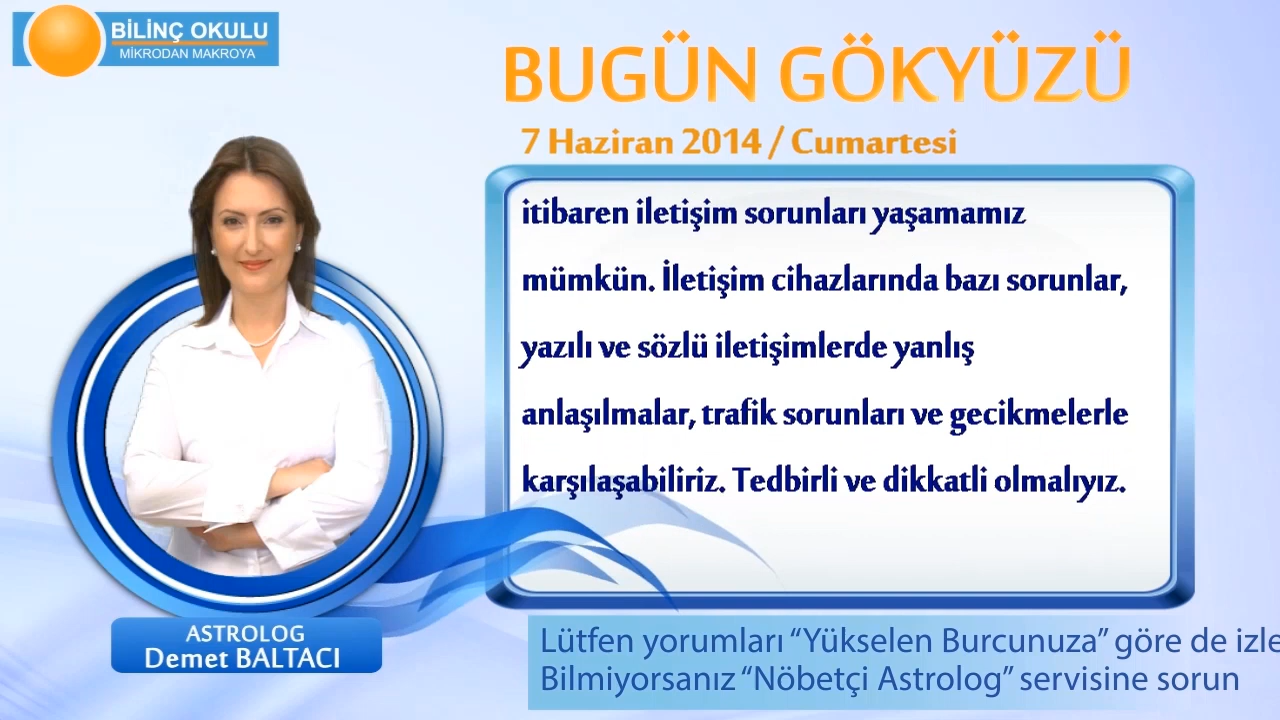 BİLİNÇ OKULU
MİKRODAN MAKROYA
BUGÜN GÖKYÜZÜ
7 Haziran 2014 / Cumartesi
itibaren iletişim sorunları yaşamamız
mümkün. İletişim cihazlarında bazı sorunlar,
yazılı ve sözlü iletişimlerde yanlış
anlaşılmalar, trafik sorunları ve gecikmelerle
karşılaşabiliriz. Tedbirli ve dikkatli olmalıyız.
ASTROLOG
Demet BALTACI
Lütfen yorumları “Yükselen Burcunuza” göre de izle
Bilmiyorsanız “Nöbetçi Astrolog” servisine sorun